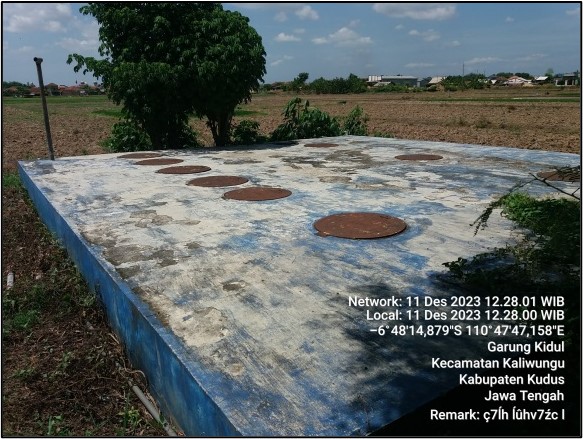 Network: 11 Des 2023 12.28.01 WIB
Local: 11 Des 2023 12.28.00 WIB
−6°48'14,879"S 110°47'47,158"E
Garung Kidul
Kecamatan Kaliwungu
Kabupaten Kudus
Jawa Tengah
Remark: